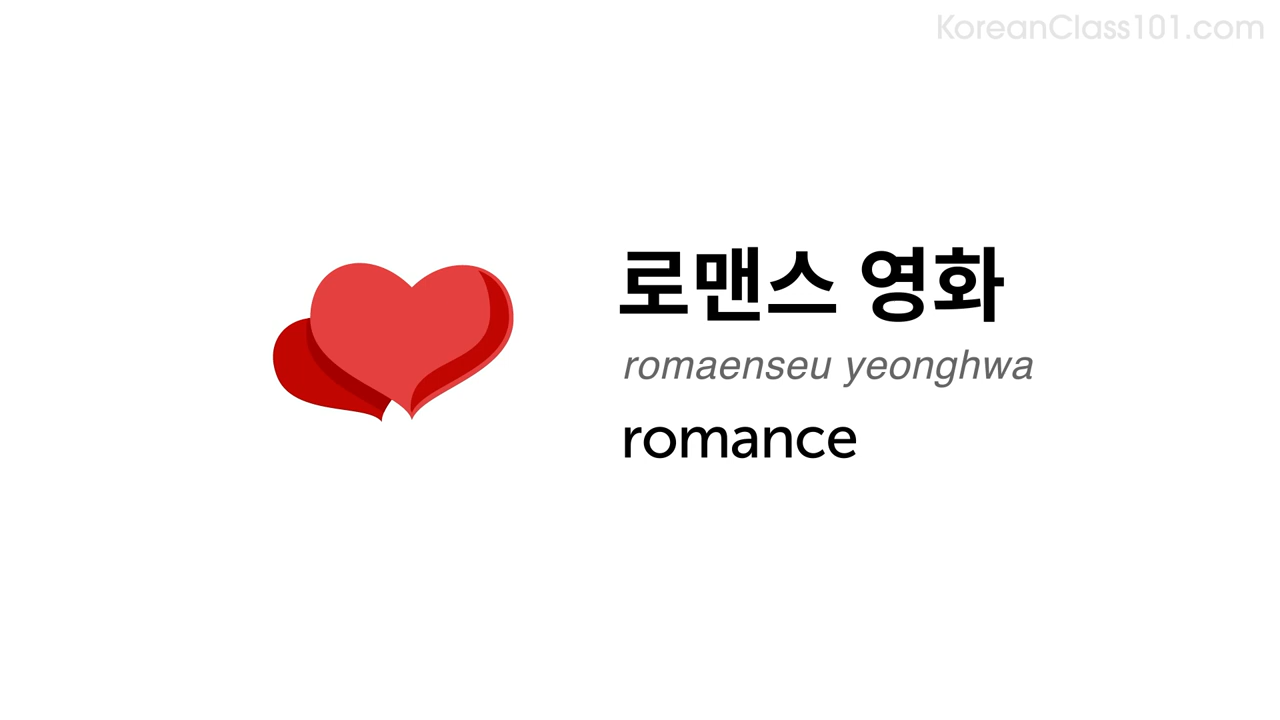 KoreanClass101.com
로맨스 영화
romaenseu yeonghwa
romance